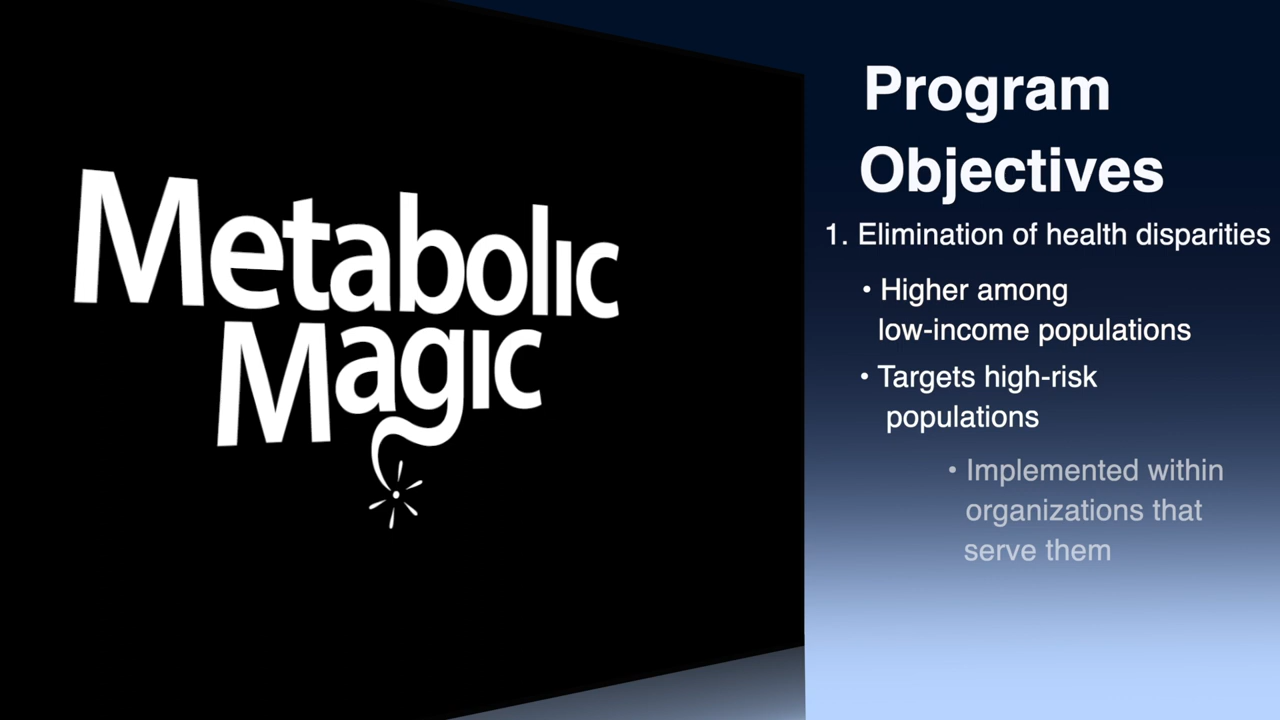 Metabolic
Magic
Program
Objectives
1. Elimination of health disparities
• Higher among
low-income populations
• Targets high-risk
populations
• Implemented within
organizations that
serve them